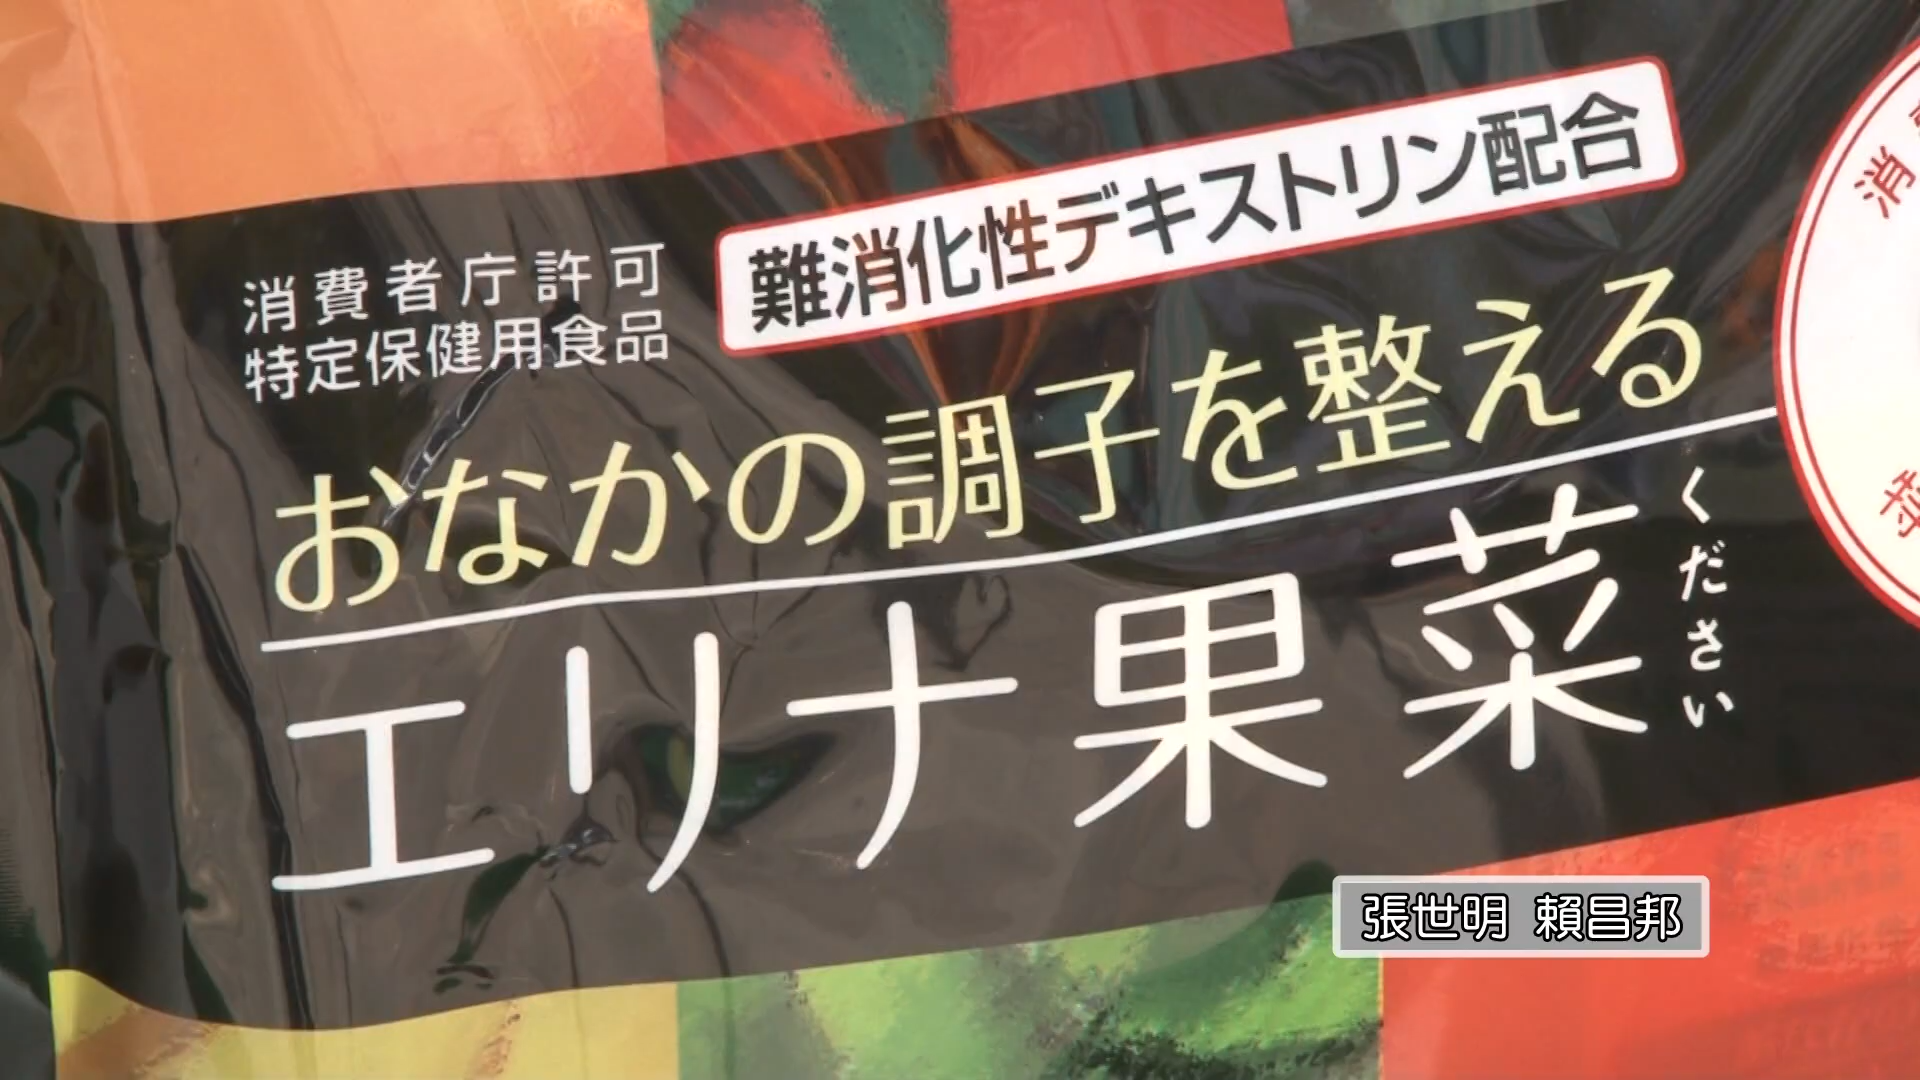 消費者庁許可
特定保健用食品
難消化性デキストリン配合
おなかの調子を整える
エリナ果菜
ください
消
特
張世明 賴昌邦